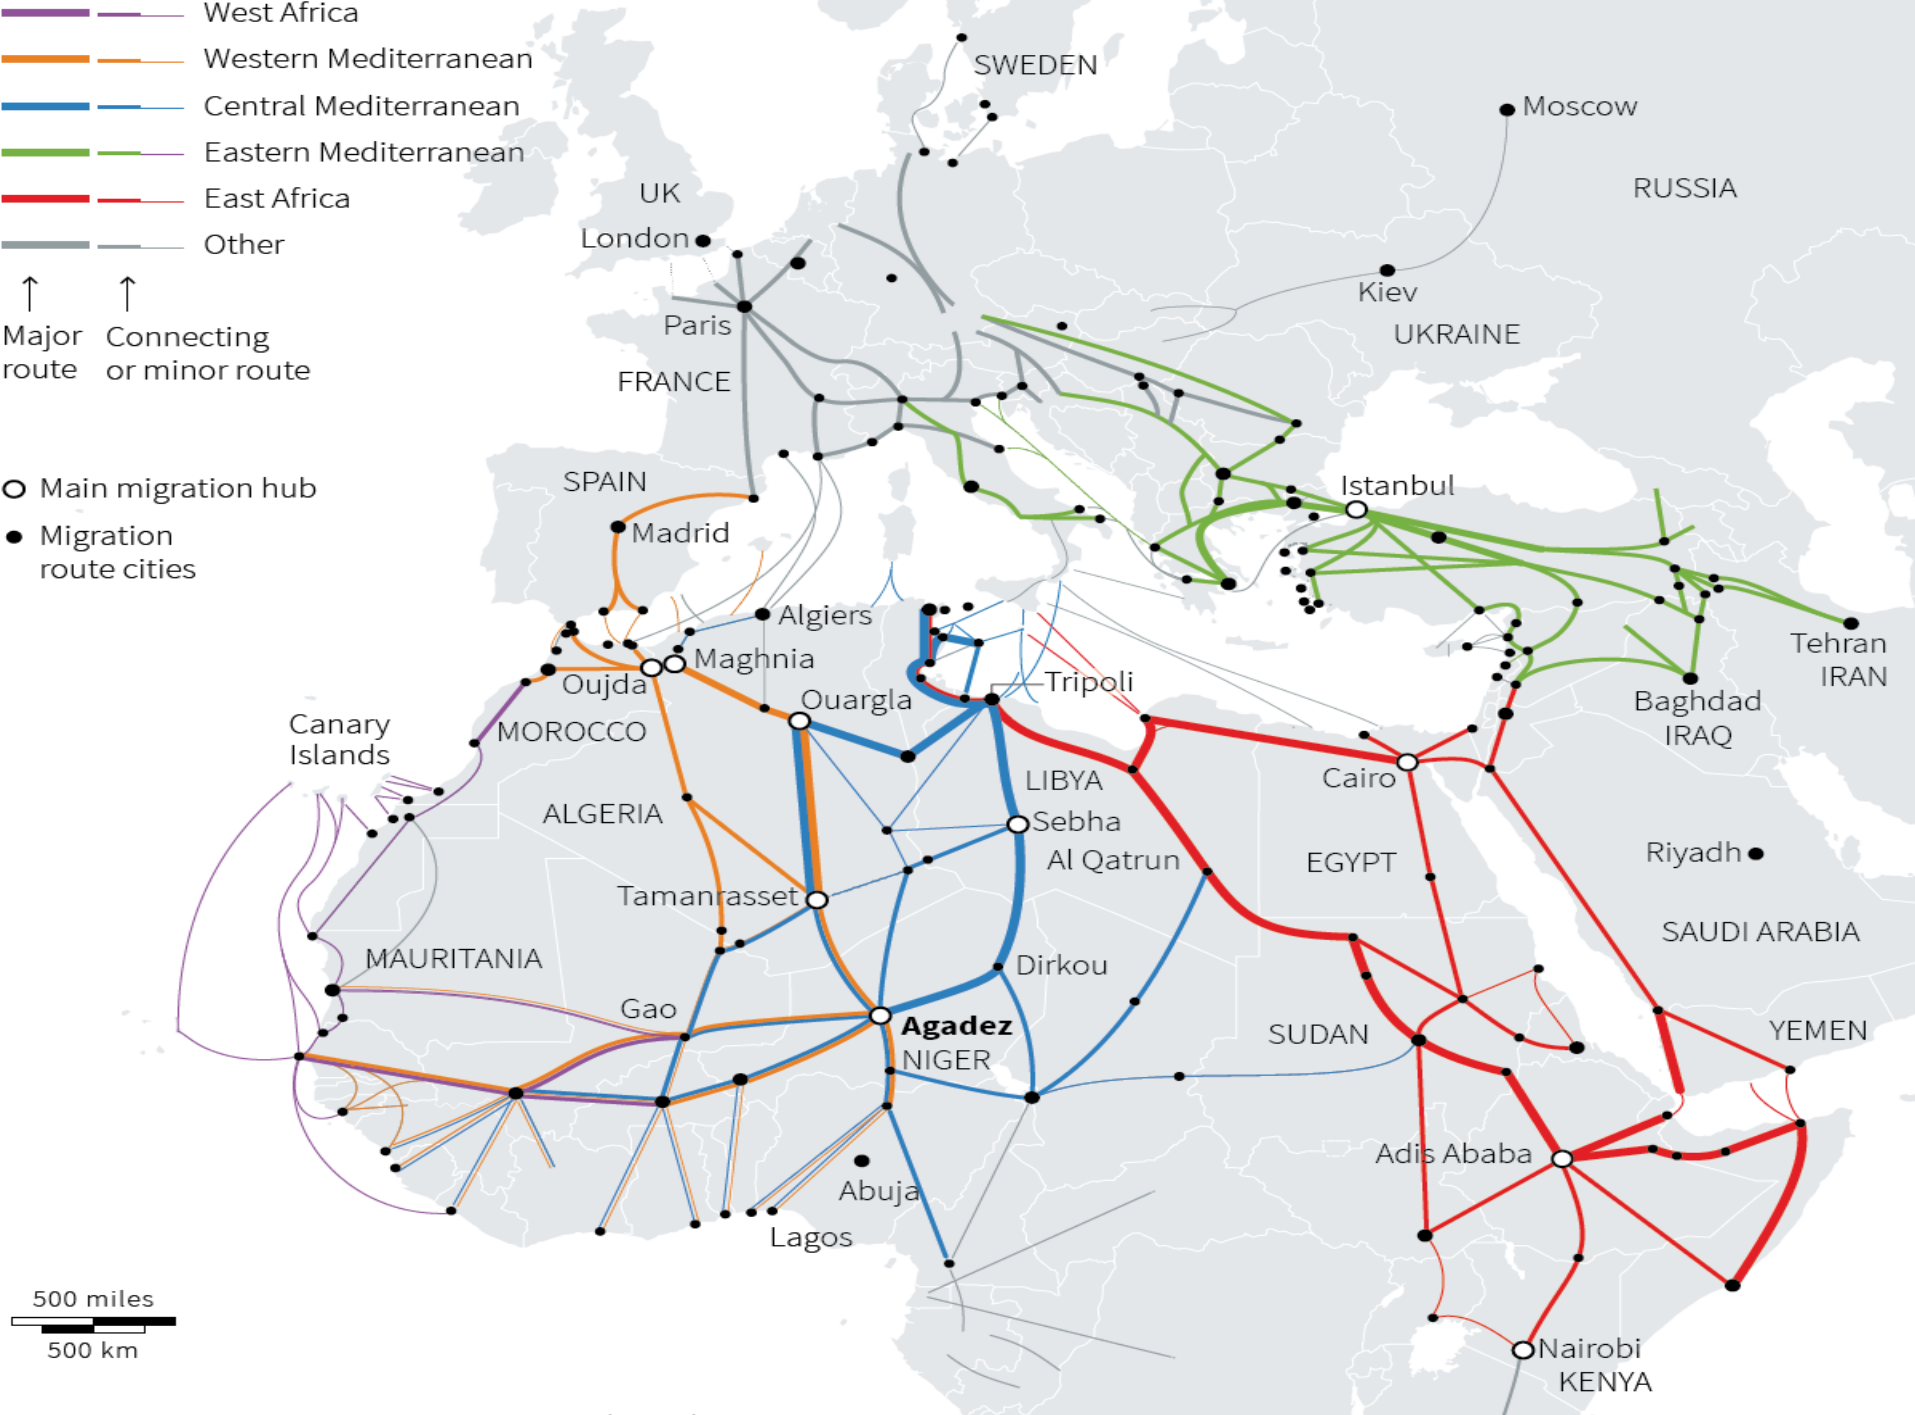 West Africa
Western Mediterranean
Central Mediterranean
Eastern Mediterranean
East Africa
Other
Major
route
Connecting
or minor route
Main migration hub
Migration
route cities
SWEDEN
Moscow
RUSSIA
UK
London
Kiev
UKRAINE
Paris
FRANCE
SPAIN
Madrid
Istanbul
Algiers
Maghnia
Oujda
Ouargla
Tripoli
Tehran
IRAN
Baghdad
IRAQ
Canary
Islands
MOROCCO
LIBYA
Cairo
ALGERIA
Sebha
Al Qatrun
EGYPT
Riyadh
Tamanrasset
SAUDI ARABIA
MAURITANIA
Dirkou
Gao
Agadez
NIGER
SUDAN
YEMEN
Adis Ababa
Abuja
Lagos
500 miles
500 km
Nairobi
KENYA